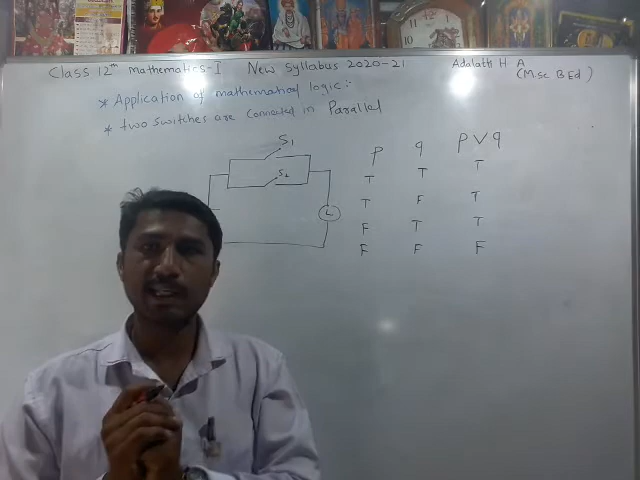 Class 12th mathematics-I New syllabus 2020-21 Adalath H A
(M.sc B Ed)
* Application of mathematical logic:-
* Two switches are connected in Parallel
S1
S2
L
p q p∨q
T T T
T F T
F T T
F F F